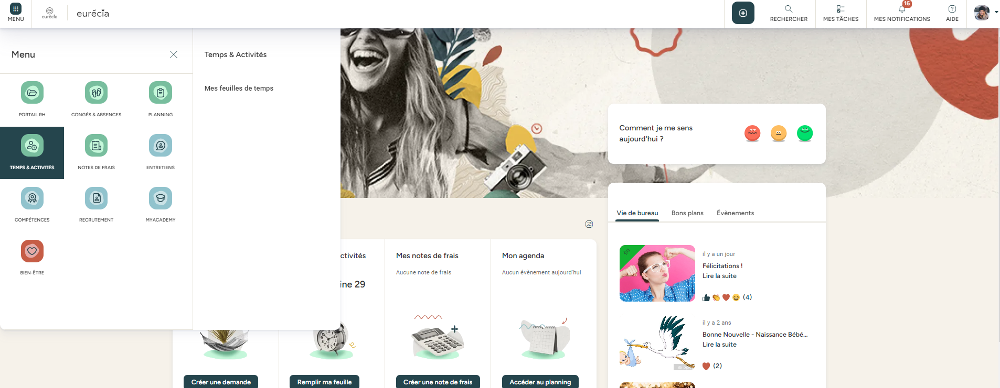 MENU
eurécia
eurécia
RECHERCHER
MES TÂCHES
16
MES NOTIFICATIONS
AIDE
Menu
PORTAIL RH
CONGÉS & ABSENCES
PLANNING
TEMPS & ACTIVITÉS
NOTES DE FRAIS
ENTRETIENS
COMPÉTENCES
RECRUTEMENT
MYACADEMY
BIEN-ÊTRE
Temps & Activités
Mes feuilles de temps
Comment je me sens
aujourd'hui ?
Vie de bureau
Bons plans
Évènements
il y a un jour
Félicitations !
Lire la suite
(4)
il y a 2 ans
Bonne Nouvelle - Naissance Bébé...
Lire la suite
(2)
ctivités
ine 29
Mes notes de frais
Aucune note de frais
Mon agenda
Aucun évènement aujourd'hui
Créer une demande
Remplir ma feuille
Créer une note de frais
Accéder au planning